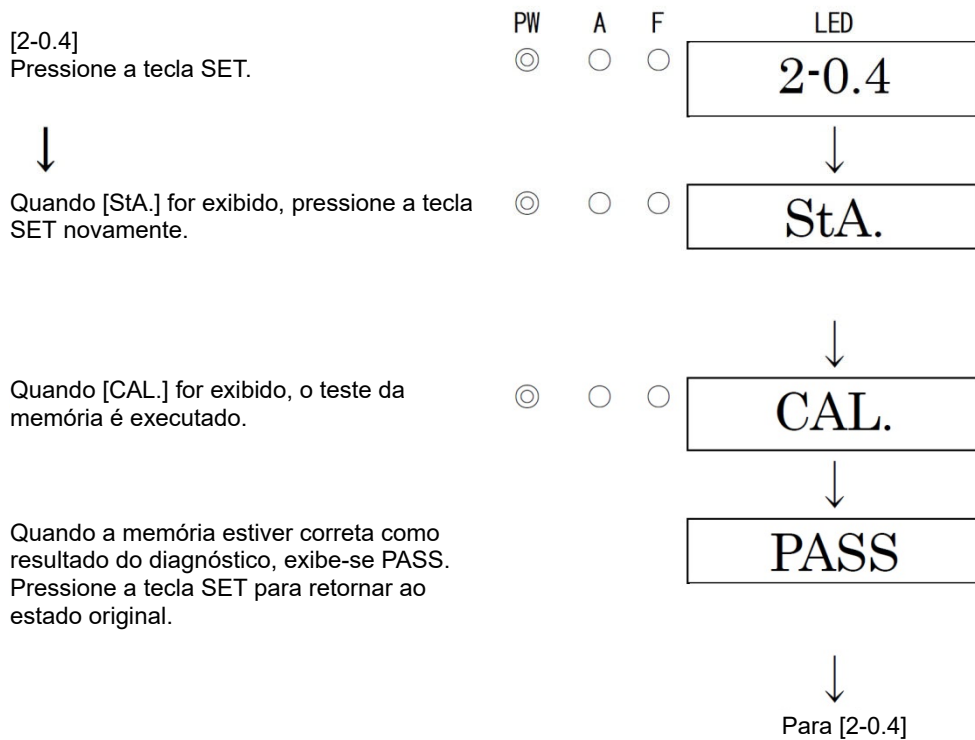 PW A F LED
[2-0.4]
Pressione a tecla SET.
2-0.4
Quando [StA.] for exibido, pressione a tecla
SET novamente.
StA.
Quando [CAL.] for exibido, o teste da
memória é executado.
CAL.
Quando a memória estiver correta como
resultado do diagnóstico, exibe-se PASS.
Pressione a tecla SET para retornar ao
estado original.
PASS
Para [2-0.4]